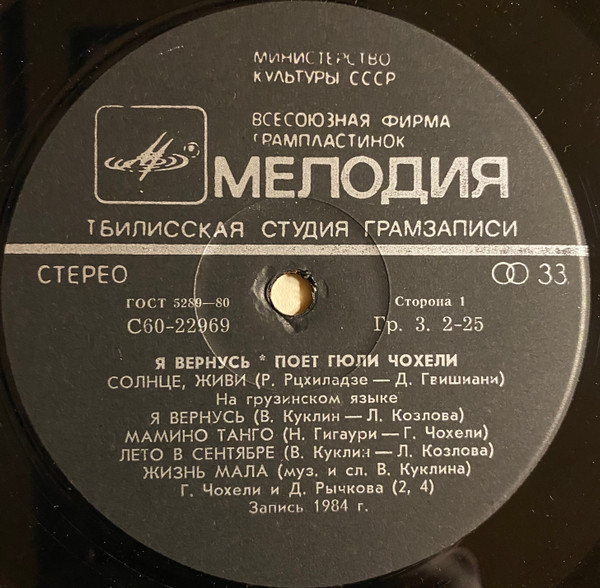 МИНИСТЕРСТВО
КУЛЬТУРЫ СССР
ВСЕСОЮЗНАЯ ФИРМА
ГРАМПЛАСТИНОК
МЕЛОДИЯ
ТБИЛИССКАЯ СТУДИЯ ГРАМЗАПИСИ
СТЕРЕО 33
ГОСТ 5289—80 Сторона 1
С60-22969 Гр. 3. 2-25
Я ВЕРНУСЬ * ПОЕТ ГЮЛИ ЧОХЕЛИ
СОЛНЦЕ, ЖИВИ (Р. Рцхиладзе — Д. Гвишиани)
На грузинском языке
Я ВЕРНУСЬ (В. Куклин — Л. Козлова)
МАМИНО ТАНГО (Н. Гигаури — Г. Чохели)
ЛЕТО В СЕНТЯБРЕ (В. Куклин — Л. Козлова)
ЖИЗНЬ МАЛА (муз. и сл. В. Куклина)
Г. Чохели и Д. Рычкова (2, 4)
Запись 1984 г.